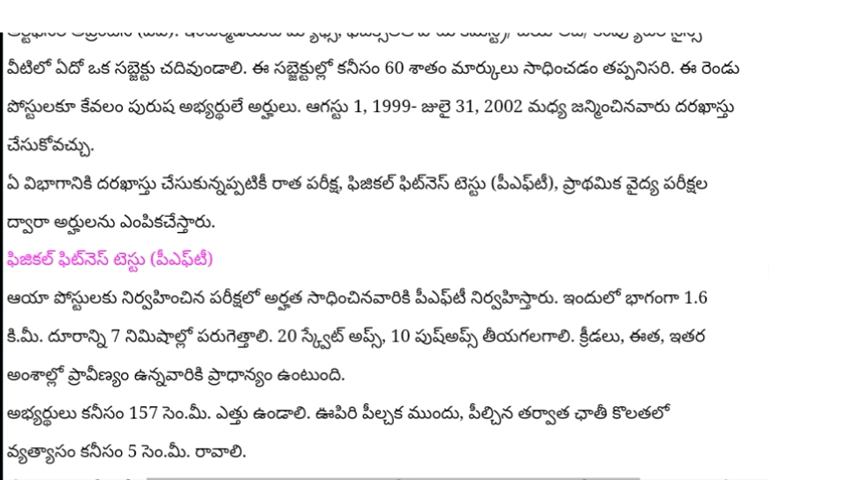 వీటిలో ఏదో ఒక సబ్జెక్టు చదివుండాలి. ఈ సబ్జెక్టుల్లో కనీసం 60 శాతం మార్కులు సాధించడం తప్పనిసరి. ఈ రెండు
పోస్టులకూ కేవలం పురుష అభ్యర్థులే అర్హులు. ఆగస్టు 1, 1999- జులై 31, 2002 మధ్య జన్మించినవారు దరఖాస్తు
చేసుకోవచ్చు.
ఏ విభాగానికి దరఖాస్తు చేసుకున్నప్పటికీ రాత పరీక్ష, ఫిజికల్ ఫిట్‌నెస్ టెస్టు (పీఎఫ్‌టీ), ప్రాథమిక వైద్య పరీక్షల
ద్వారా అర్హులను ఎంపికచేస్తారు.
ఫిజికల్ ఫిట్‌నెస్ టెస్టు (పీఎఫ్‌టీ)
ఆయా పోస్టులకు నిర్వహించిన పరీక్షలో అర్హత సాధించినవారికి పీఎఫ్‌టీ నిర్వహిస్తారు. ఇందులో భాగంగా 1.6
కి.మీ. దూరాన్ని 7 నిమిషాల్లో పరుగెత్తాలి. 20 స్క్వేట్ అప్స్, 10 పుష్‌అప్స్ తీయగలగాలి. క్రీడలు, ఈత, ఇతర
అంశాల్లో ప్రావీణ్యం ఉన్నవారికి ప్రాధాన్యం ఉంటుంది.
అభ్యర్థులు కనీసం 157 సెం.మీ. ఎత్తు ఉండాలి. ఊపిరి పీల్చక ముందు, పీల్చిన తర్వాత ఛాతీ కొలతలో
వ్యత్యాసం కనీసం 5 సెం.మీ. రావాలి.